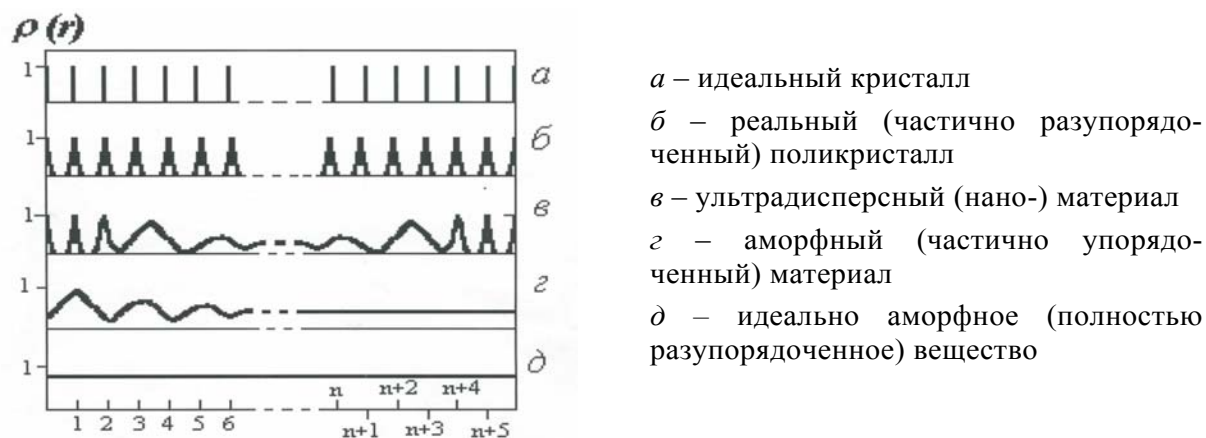 ρ (r)
1
a
1
б
1
в
1
г
1
д
n n+2 n+4
1 2 3 4 5 6
n+1 n+3 n+5
а – идеальный кристалл
б – реальный (частично разупорядо-
ченный) поликристалл
в – ультрадисперсный (нано-) материал
г – аморфный (частично упорядо-
ченный) материал
д – идеально аморфное (полностью
разупорядоченное) вещество